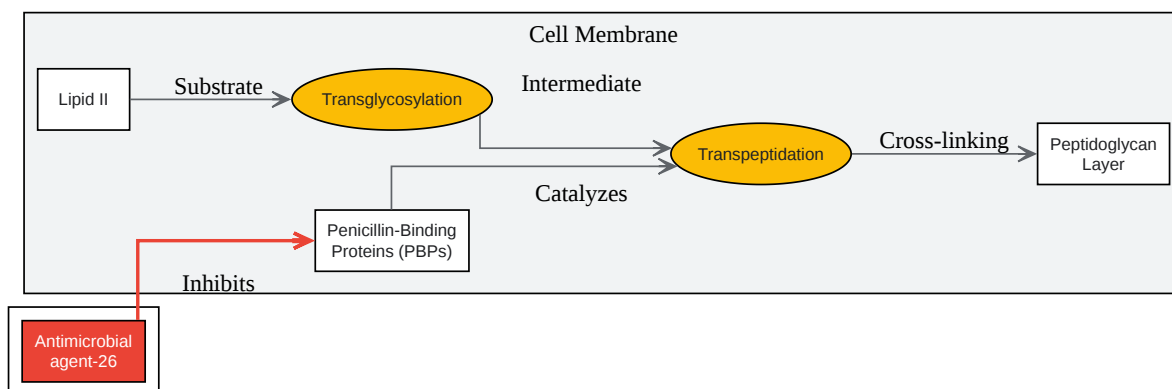 Cell Membrane
Lipid II
Substrate
Transglycosylation
Intermediate
Transpeptidation
Cross-linking
Peptidoglycan
Layer
Catalyzes
Penicillin-Binding
Proteins (PBPs)
Inhibits
Antimicrobial
agent-26